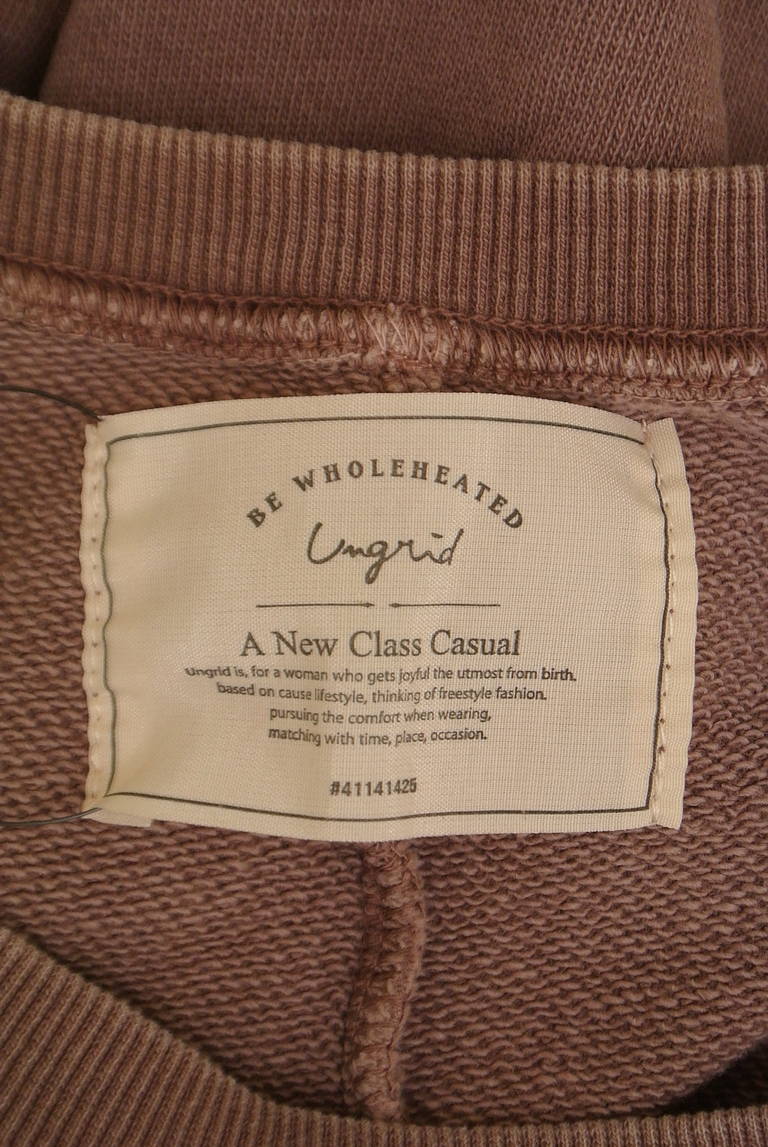 BE WHOLEHEATED
Ungrid
A New Class Casual
Ungrid is, for a woman who gets joyful the utmost from birth.
based on cause lifestyle, thinking of freestyle fashion.
pursuing the comfort when wearing,
matching with time, place, occasion.
#41141425